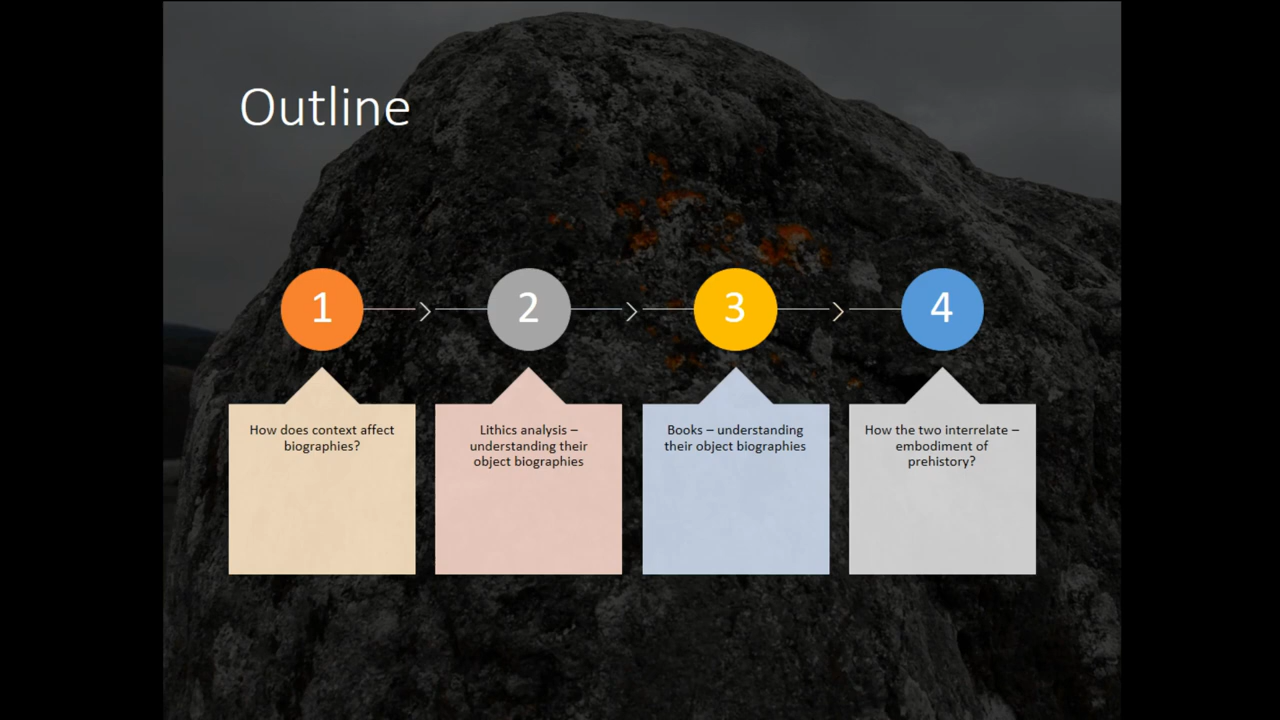 Outline
1
2
3
4
How does context affect
biographies?
Lithics analysis –
understanding their
object biographies
Books – understanding
their object biographies
How the two interrelate –
embodiment of
prehistory?